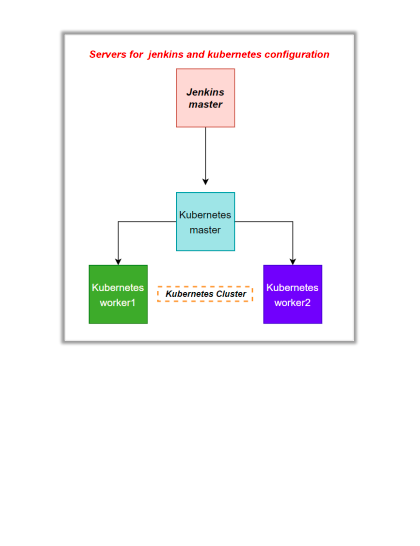 Servers for jenkins and kubernetes configuration
Jenkins
master
Kubernetes
master
Kubernetes
worker1
Kubernetes Cluster
Kubernetes
worker2